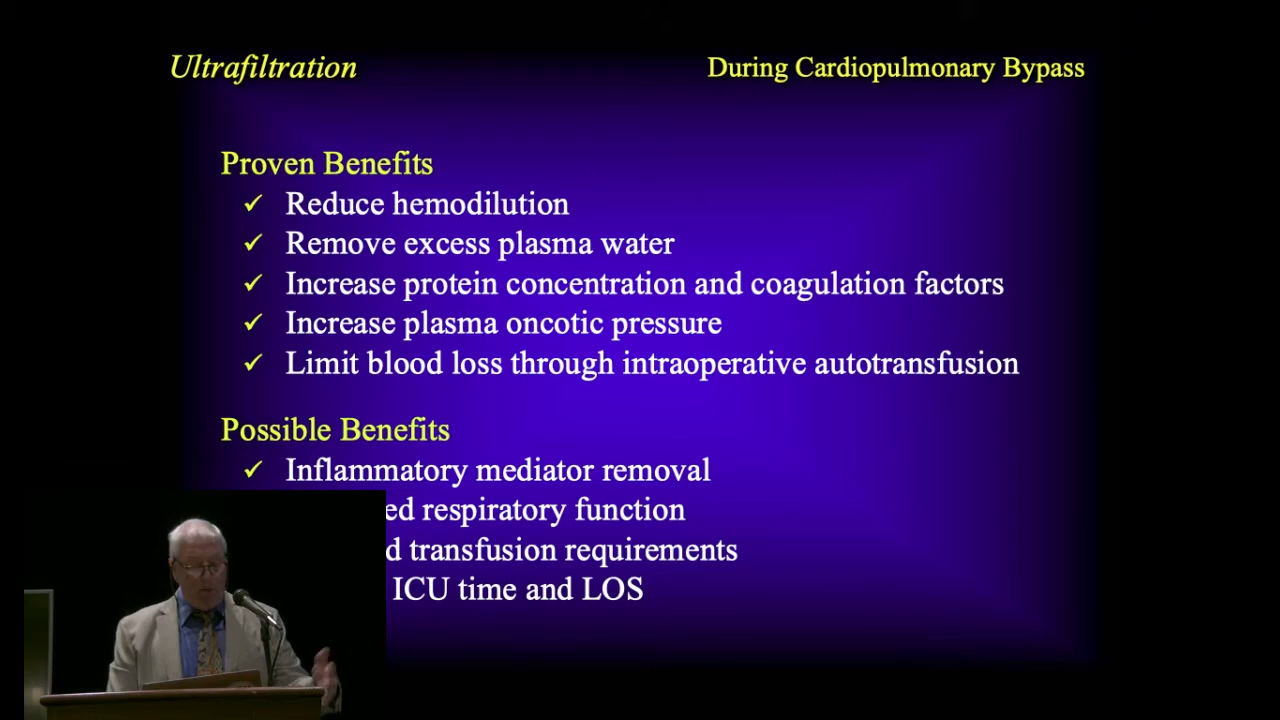 Ultrafiltration
During Cardiopulmonary Bypass
Proven Benefits
✓ Reduce hemodilution
✓ Remove excess plasma water
✓ Increase protein concentration and coagulation factors
✓ Increase plasma oncotic pressure
✓ Limit blood loss through intraoperative autotransfusion
Possible Benefits
✓ Inflammatory mediator removal
respiratory function
transfusion requirements
ICU time and LOS